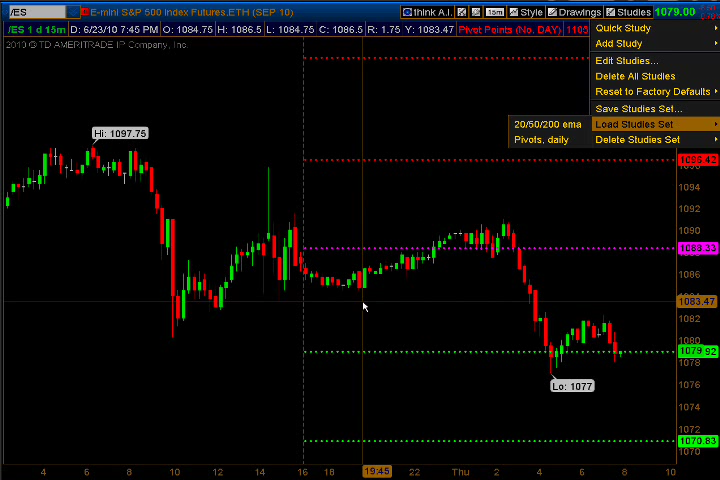 /ES E-mini S&P 500 Index Futures.ETH (SEP 10) think A.I. 15m Style Drawings Studies 1079.00
/ES 1 d 15m D: 6/23/10 7:45 PM O: 1084.75 H: 1086.5 L: 1084.75 C: 1086.5 R: 1.75 Y: 1083.47 Pivot Points (No, DAY)
© TD AMERITRADE IP Company, Inc.
Quick Study
Add Study
Edit Studies...
Delete All Studies
Reset to Factory Defaults
Save Studies Set...
Load Studies Set
Delete Studies Set
20/50/200 ema
Pivots, daily
Hi: 1097.75
1096.42
1094
1092
1090
1088.33
1086
1083.47
1082
1080
1079.92
1078
1076
1074
1072
1070.83
1070
Lo: 1077
4 6 8 10 12 14 16 18 19:45 22 Thu 2 4 6 8 10